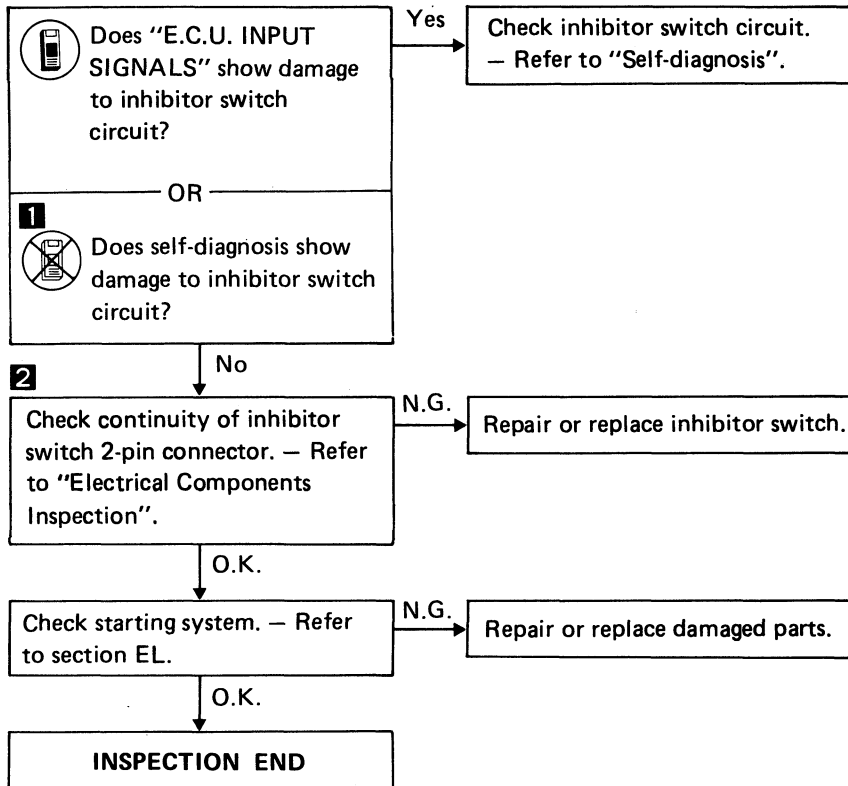 Does "E.C.U. INPUT
SIGNALS" show damage
to inhibitor switch
circuit?
Yes
Check inhibitor switch circuit.
— Refer to "Self-diagnosis".
OR
1
Does self-diagnosis show
damage to inhibitor switch
circuit?
No
2
Check continuity of inhibitor
switch 2-pin connector. — Refer
to "Electrical Components
Inspection".
N.G.
Repair or replace inhibitor switch.
O.K.
Check starting system. — Refer
to section EL.
N.G.
Repair or replace damaged parts.
O.K.
INSPECTION END